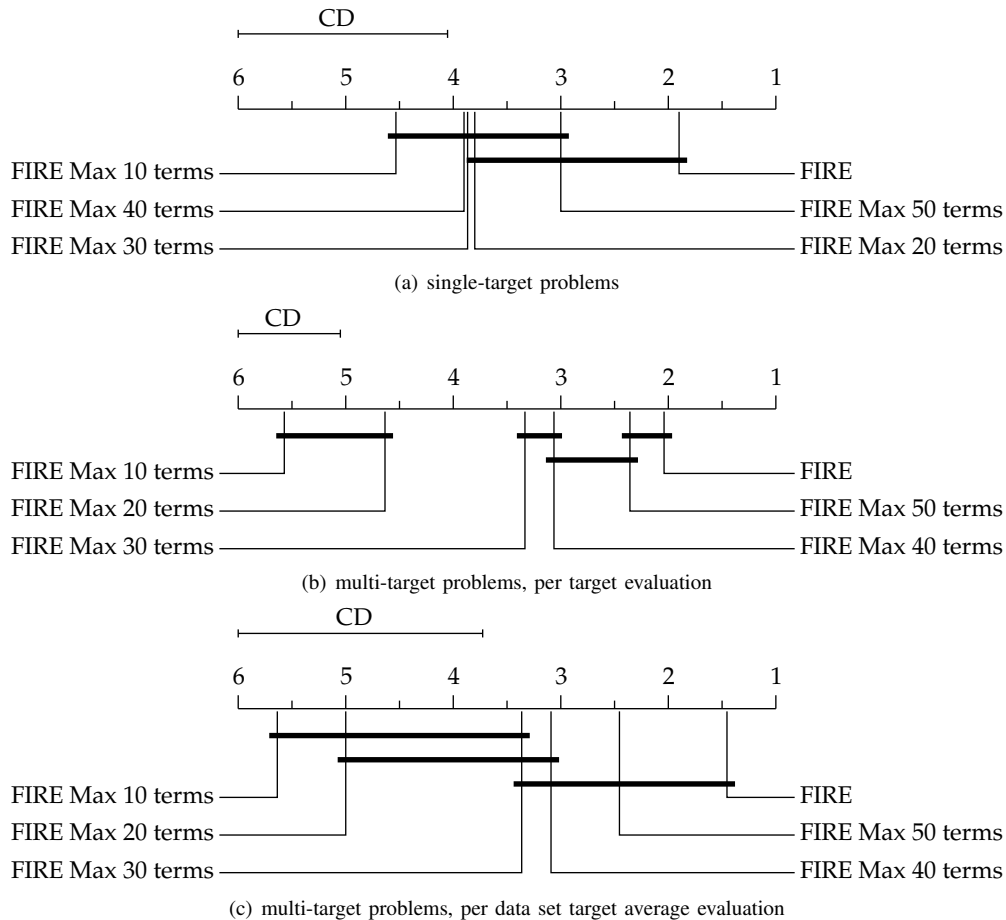 CD
6 5 4 3 2 1
FIRE Max 10 terms FIRE
FIRE Max 40 terms FIRE Max 50 terms
FIRE Max 30 terms FIRE Max 20 terms
(a) single-target problems
CD
6 5 4 3 2 1
FIRE Max 10 terms FIRE
FIRE Max 20 terms FIRE Max 50 terms
FIRE Max 30 terms FIRE Max 40 terms
(b) multi-target problems, per target evaluation
CD
6 5 4 3 2 1
FIRE Max 10 terms FIRE
FIRE Max 20 terms FIRE Max 50 terms
FIRE Max 30 terms FIRE Max 40 terms
(c) multi-target problems, per data set target average evaluation